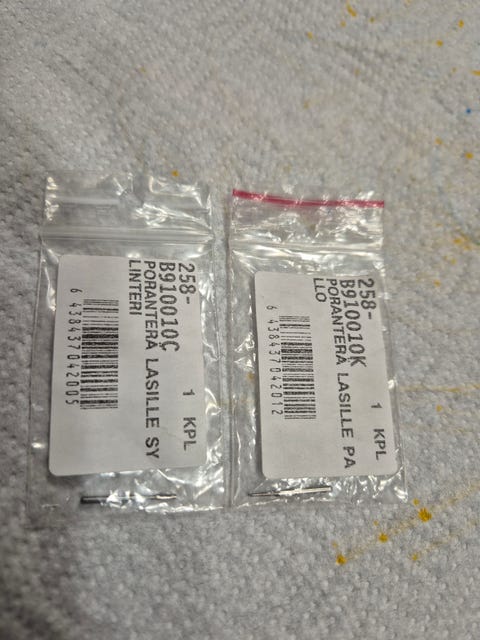 258-
B910010C
PORANTERÄ LASILLE SY
LINTERI
1 KPL
6 438437 042005
258-
B910010K
PORANTERÄ LASILLE PA
LLO
1 KPL
6 438437 042012